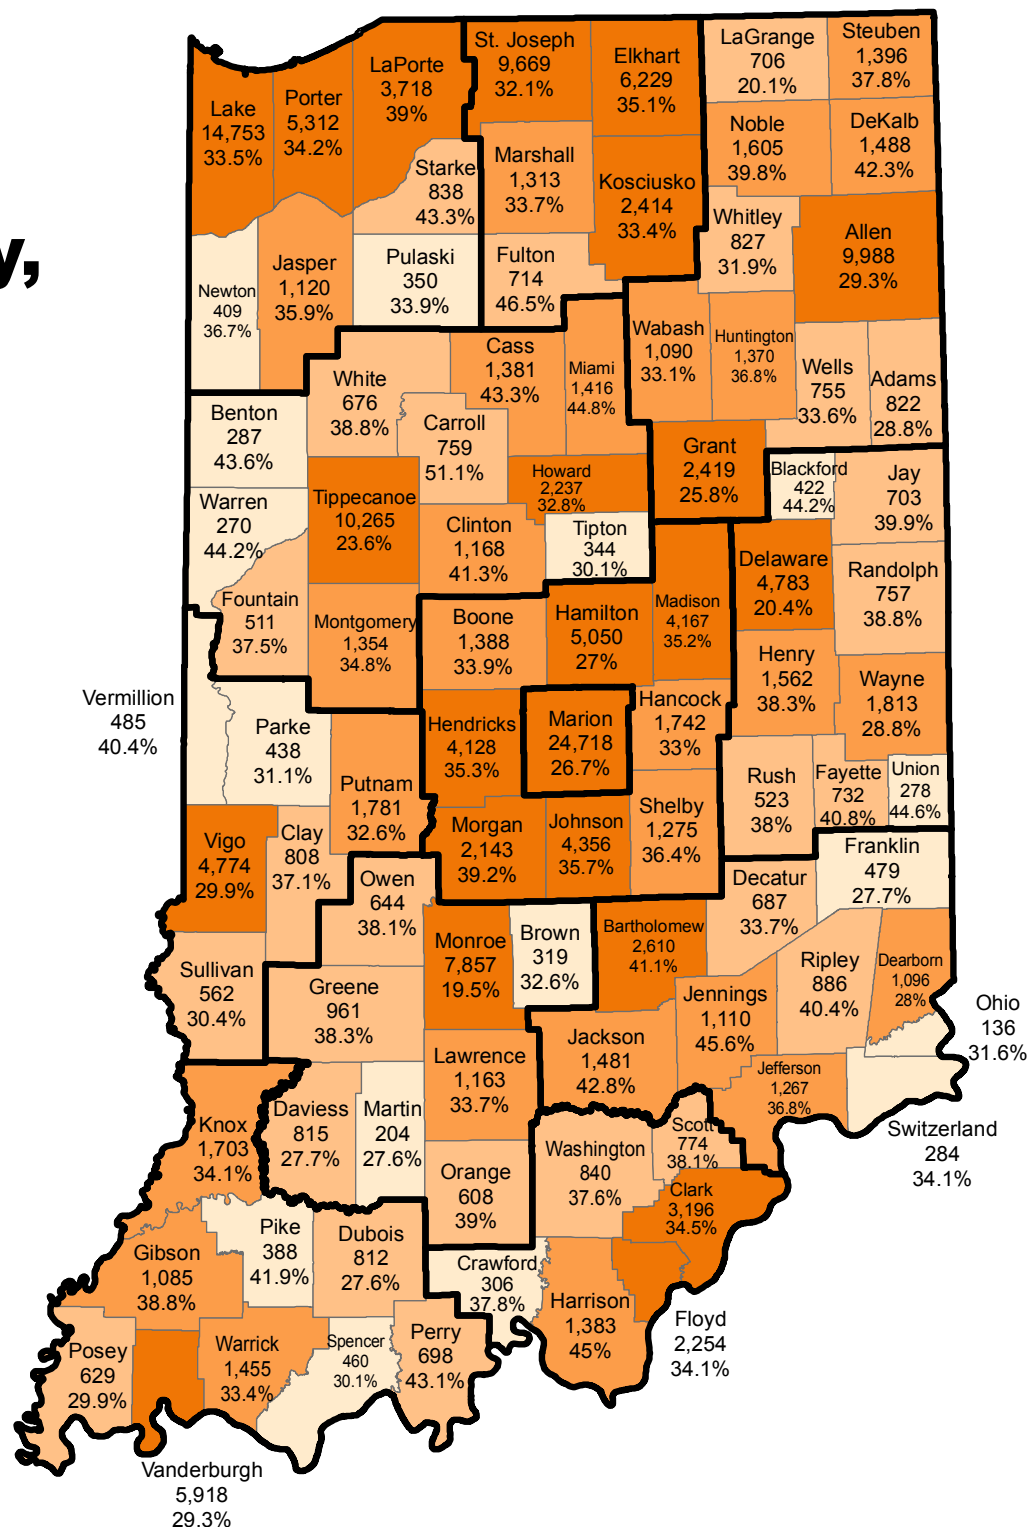 y,
LaGrange
706
20.1%
Steuben
1,396
37.8%
St. Joseph
9,669
32.1%
Elkhart
6,229
35.1%
LaPorte
3,718
39%
Porter
5,312
34.2%
Lake
14,753
33.5%
Noble
1,605
39.8%
DeKalb
1,488
42.3%
Marshall
1,313
33.7%
Starke
838
43.3%
Kosciusko
2,414
33.4%
Whitley
827
31.9%
Allen
9,988
29.3%
Fulton
714
46.5%
Pulaski
350
33.9%
Jasper
1,120
35.9%
Newton
409
36.7%
Wabash
1,090
33.1%
Huntington
1,370
36.8%
Wells
755
33.6%
Adams
822
28.8%
Cass
1,381
43.3%
Miami
1,416
44.8%
White
676
38.8%
Carroll
759
51.1%
Benton
287
43.6%
Grant
2,419
25.8%
Blackford
422
44.2%
Jay
703
39.9%
Howard
2,237
32.8%
Tippecanoe
10,265
23.6%
Warren
270
44.2%
Clinton
1,168
41.3%
Tipton
344
30.1%
Delaware
4,783
20.4%
Randolph
757
38.8%
Fountain
511
37.5%
Montgomery
1,354
34.8%
Boone
1,388
33.9%
Hamilton
5,050
27%
Madison
4,167
35.2%
Henry
1,562
38.3%
Wayne
1,813
28.8%
Vermillion
485
40.4%
Parke
438
31.1%
Hendricks
4,128
35.3%
Marion
24,718
26.7%
Hancock
1,742
33%
Putnam
1,781
32.6%
Rush
523
38%
Fayette
732
40.8%
Union
278
44.6%
Vigo
4,774
29.9%
Clay
808
37.1%
Morgan
2,143
39.2%
Johnson
4,356
35.7%
Shelby
1,275
36.4%
Franklin
479
27.7%
Owen
644
38.1%
Decatur
687
33.7%
Monroe
7,857
19.5%
Brown
319
32.6%
Bartholomew
2,610
41.1%
Ripley
886
40.4%
Dearborn
1,096
28%
Sullivan
562
30.4%
Greene
961
38.3%
Jennings
1,110
45.6%
Ohio
136
31.6%
Jackson
1,481
42.8%
Lawrence
1,163
33.7%
Jefferson
1,267
36.8%
Switzerland
284
34.1%
Knox
1,703
34.1%
Daviess
815
27.7%
Martin
204
27.6%
Orange
608
39%
Washington
840
37.6%
Scott
774
38.1%
Clark
3,196
34.5%
Pike
388
41.9%
Dubois
812
27.6%
Gibson
1,085
38.8%
Crawford
306
37.8%
Harrison
1,383
45%
Floyd
2,254
34.1%
Posey
629
29.9%
Warrick
1,455
33.4%
Spencer
460
30.1%
Perry
698
43.1%
Vanderburgh
5,918
29.3%